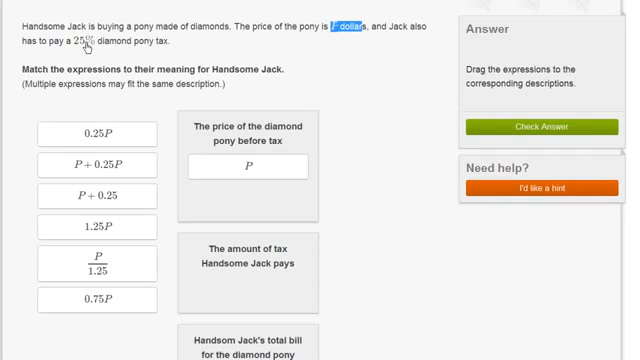 Handsome Jack is buying a pony made of diamonds. The price of the pony is P dollars, and Jack also
has to pay a 25% diamond pony tax.
Match the expressions to their meaning for Handsome Jack.
(Multiple expressions may fit the same description.)
0.25P
P + 0.25P
P + 0.25
1.25P
P
1.25
0.75P
The price of the diamond
pony before tax
P
The amount of tax
Handsome Jack pays
Handsom Jack's total bill
for the diamond pony
Answer
Drag the expressions to the
corresponding descriptions.
Check Answer
Need help?
I'd like a hint